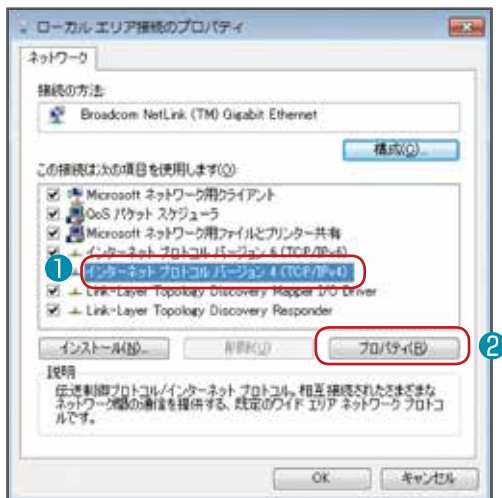 ローカル エリア接続のプロパティ
ネットワーク
接続の方法:
Broadcom NetLink (TM) Gigabit Ethernet
構成(C)...
この接続は次の項目を使用します(O):
Microsoft ネットワーク用クライアント
QoS パケット スケジューラ
Microsoft ネットワーク用ファイルとプリンター共有
インターネット プロトコル バージョン 6 (TCP/IPv6)
1 インターネット プロトコル バージョン 4 (TCP/IPv4)
Link-Layer Topology Discovery Mapper I/O Driver
Link-Layer Topology Discovery Responder
インストール(N)...
削除(U)
プロパティ(R)
2
説明
伝送制御プロトコル/インターネット プロトコル。相互接続されたさまざまな
ネットワーク間の通信を提供する、既定のワイド エリア ネットワーク プロトコ
ルです。
OK
キャンセル